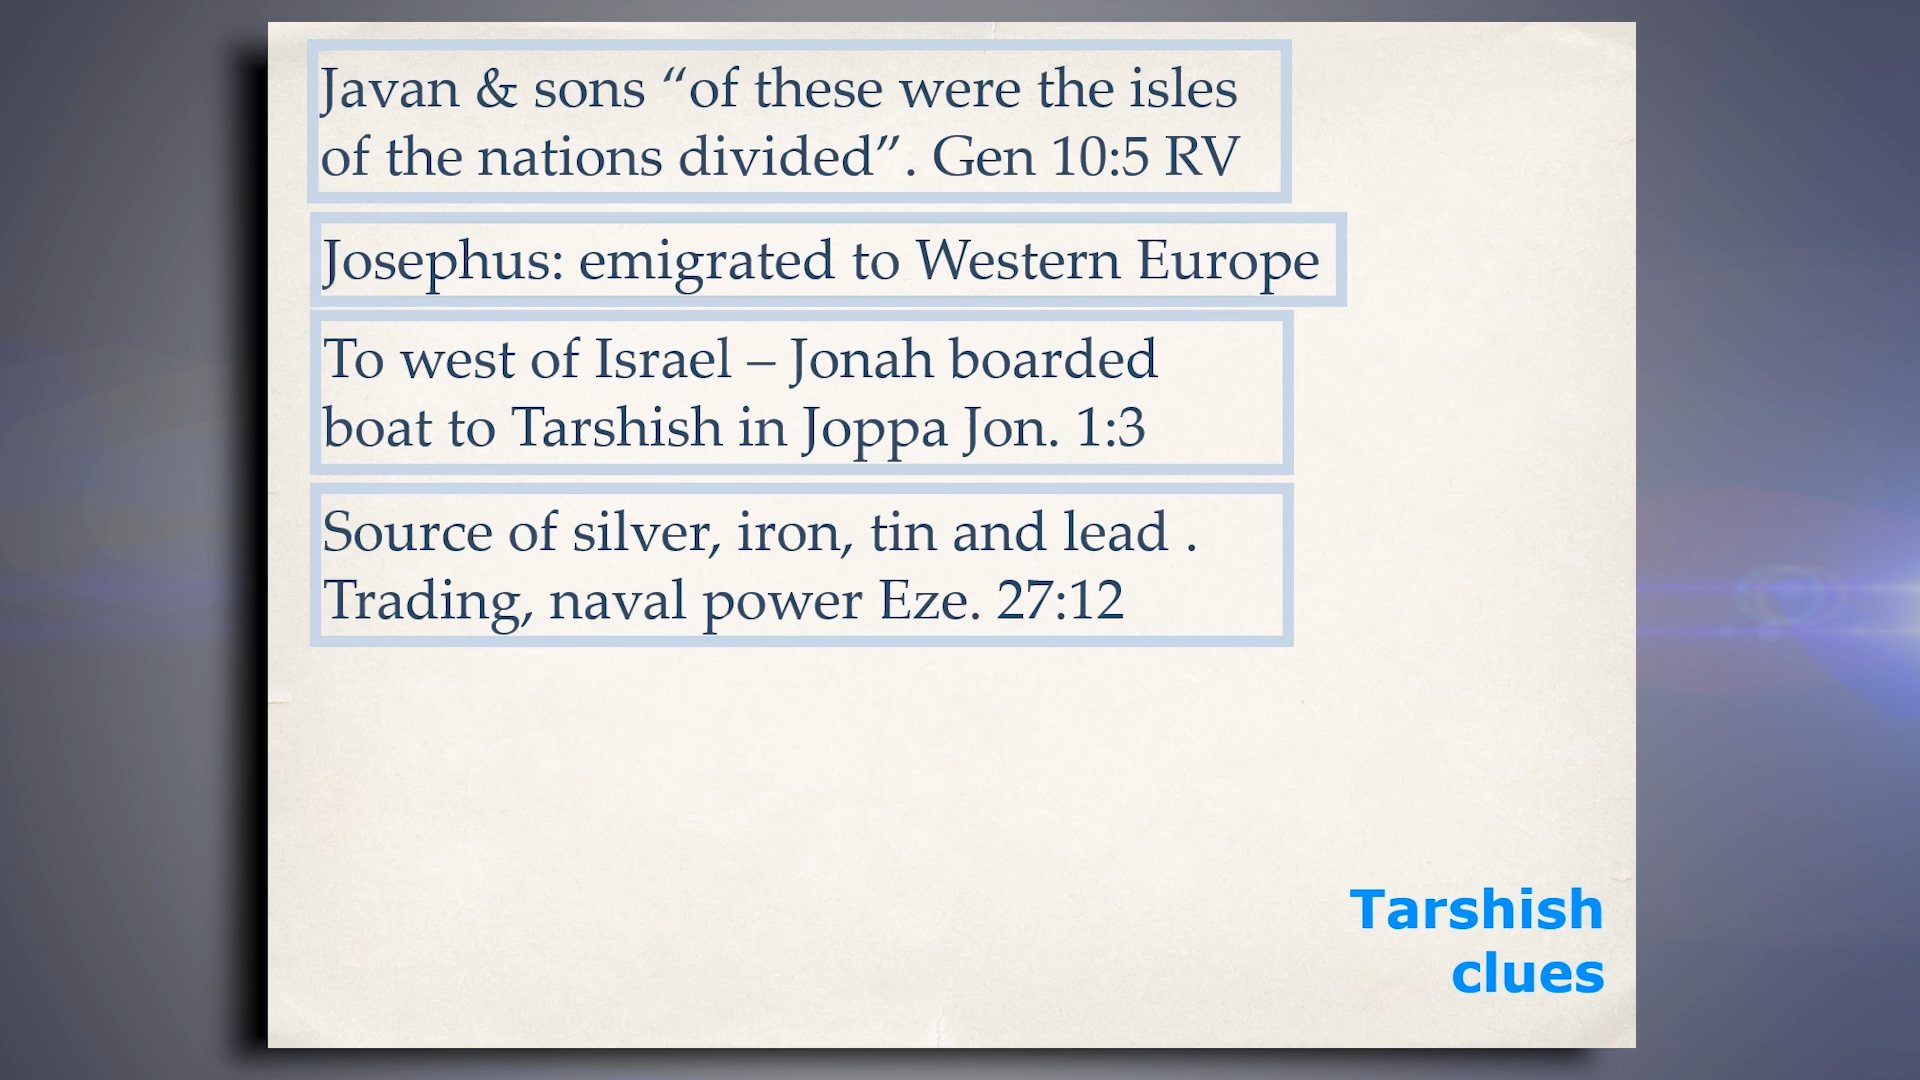 Javan & sons “of these were the isles
of the nations divided”. Gen 10:5 RV
Josephus: emigrated to Western Europe
To west of Israel – Jonah boarded
boat to Tarshish in Joppa Jon. 1:3
Source of silver, iron, tin and lead .
Trading, naval power Eze. 27:12
Tarshish
clues